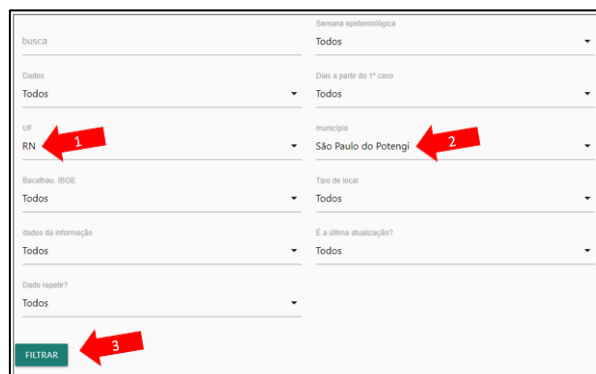 busca
Semana epidemiológica
Todos
Dados
Todos
Dias a partir do 1º caso
Todos
UF
RN
1
município
São Paulo do Potengi
2
Bacalhau. IBGE
Todos
Tipo de local
Todos
dados da informação
Todos
É a última atualização?
Todos
Dado repetir?
Todos
FILTRAR
3